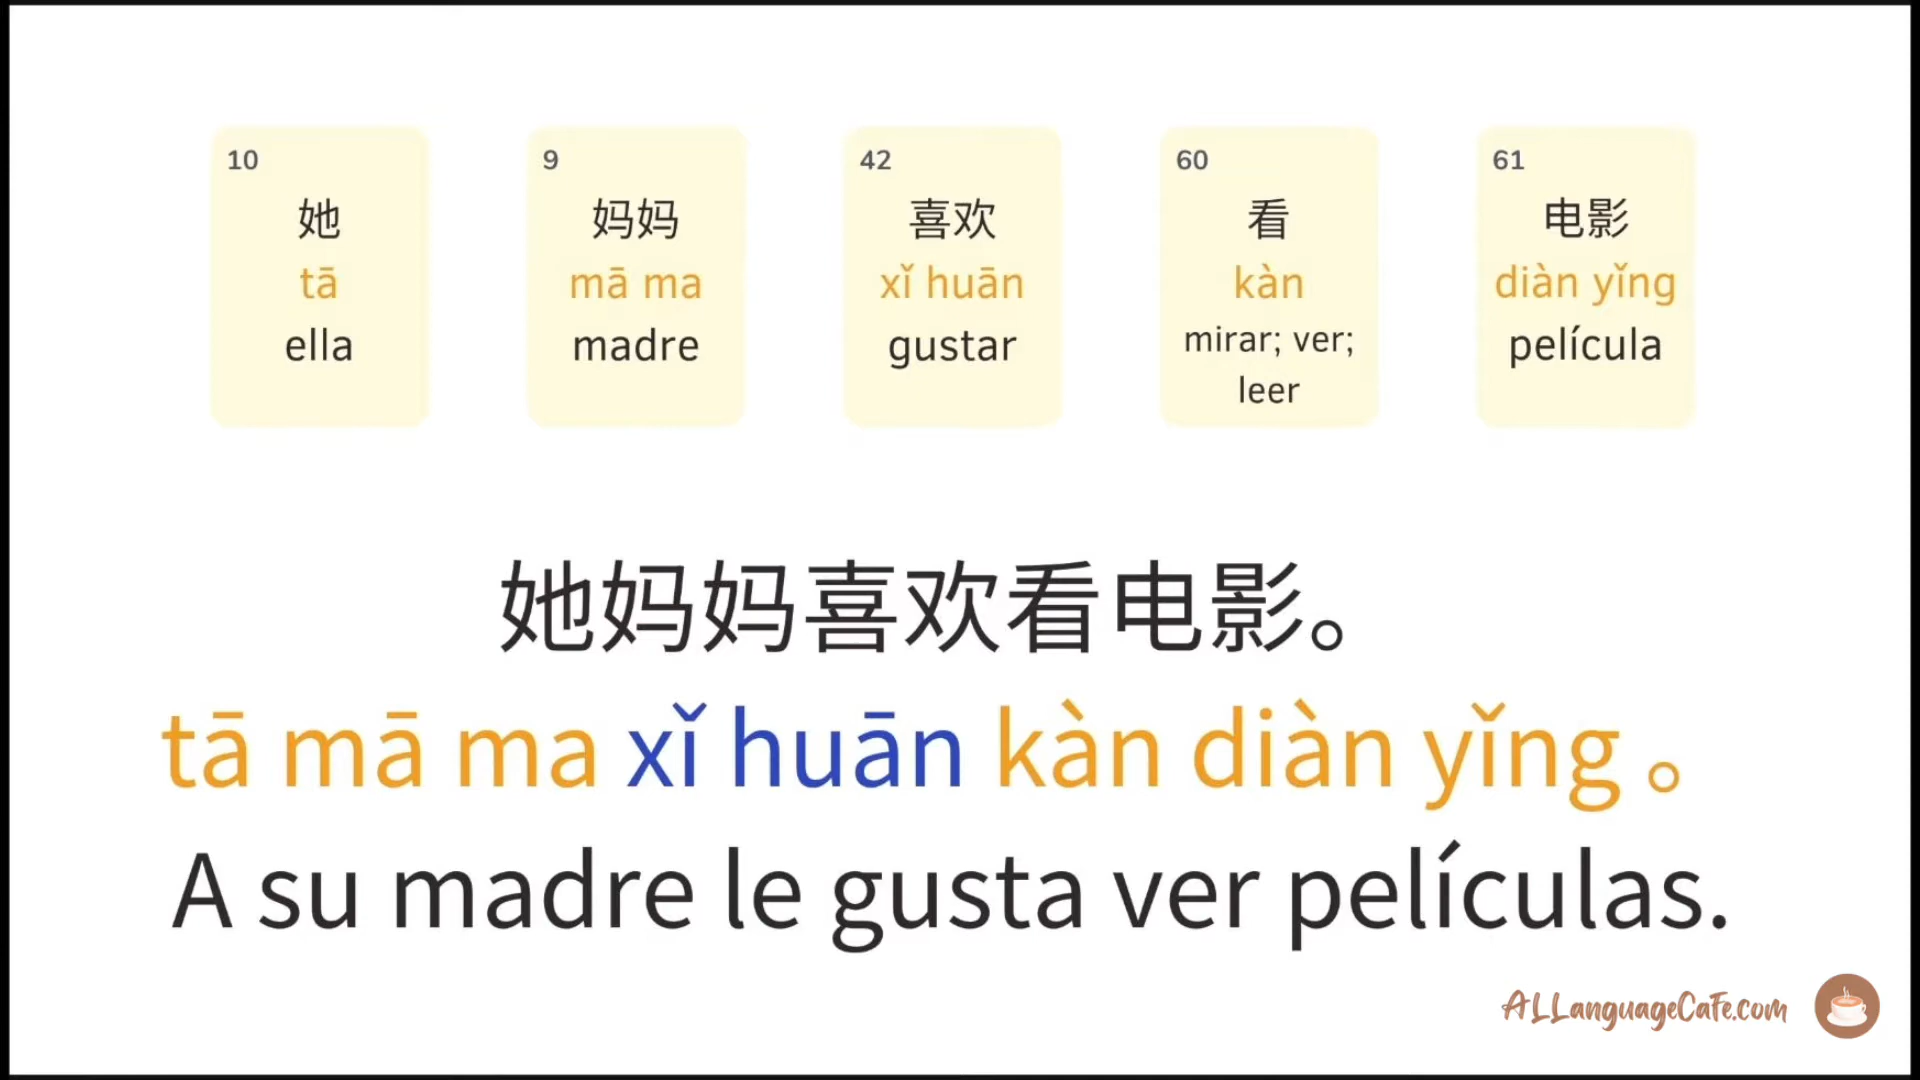 10
她
tā
ella
9
妈妈
mā ma
madre
42
喜欢
xǐ huān
gustar
60
看
kàn
mirar; ver;
leer
61
电影
diàn yǐng
película
她妈妈喜欢看电影。
tā mā ma xǐ huān kàn diàn yǐng 。
A su madre le gusta ver películas.
ALLanguageCafe.com